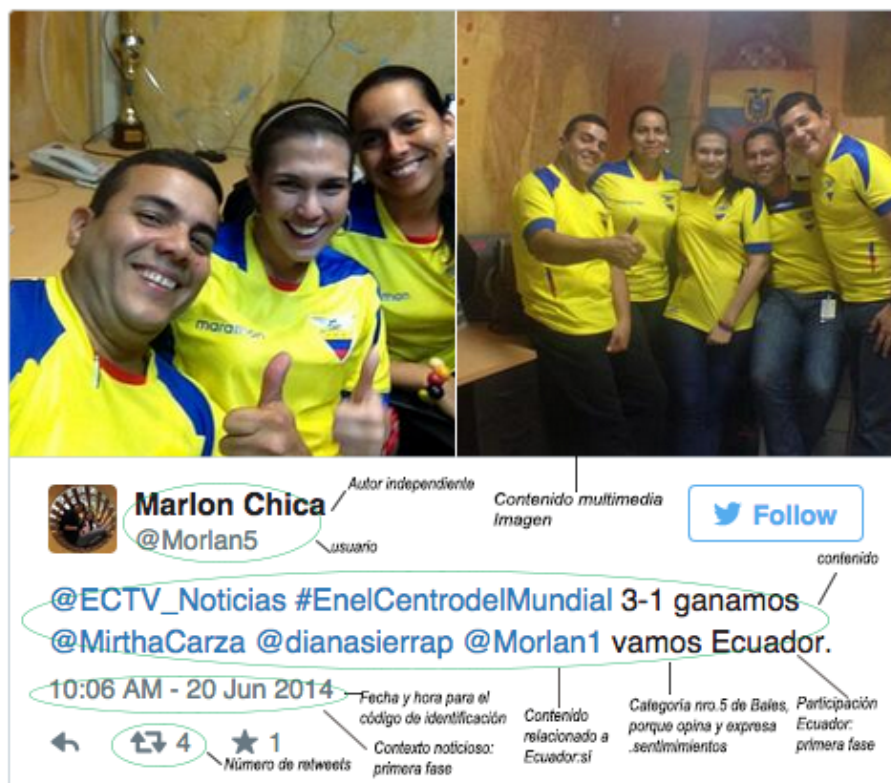 marathon
marathon
Marlon Chica
@Morlan5
Autor independiente
usuario
Contenido multimedia
Imagen
Follow
contenido
@ECTV_Noticias #EnelCentrodelMundial 3-1 ganamos
@MirthaCarza @dianasierrap @Morlan1 vamos Ecuador.
10:06 AM - 20 Jun 2014
Fecha y hora para el
código de identificación
Contexto noticioso:
primera fase
Contenido
relacionado a
Ecuador:sí
Categoría nro.5 de Bales,
porque opina y expresa
.sentimimientos
Participación
Ecuador:
primera fase
4
1
Número de retweets